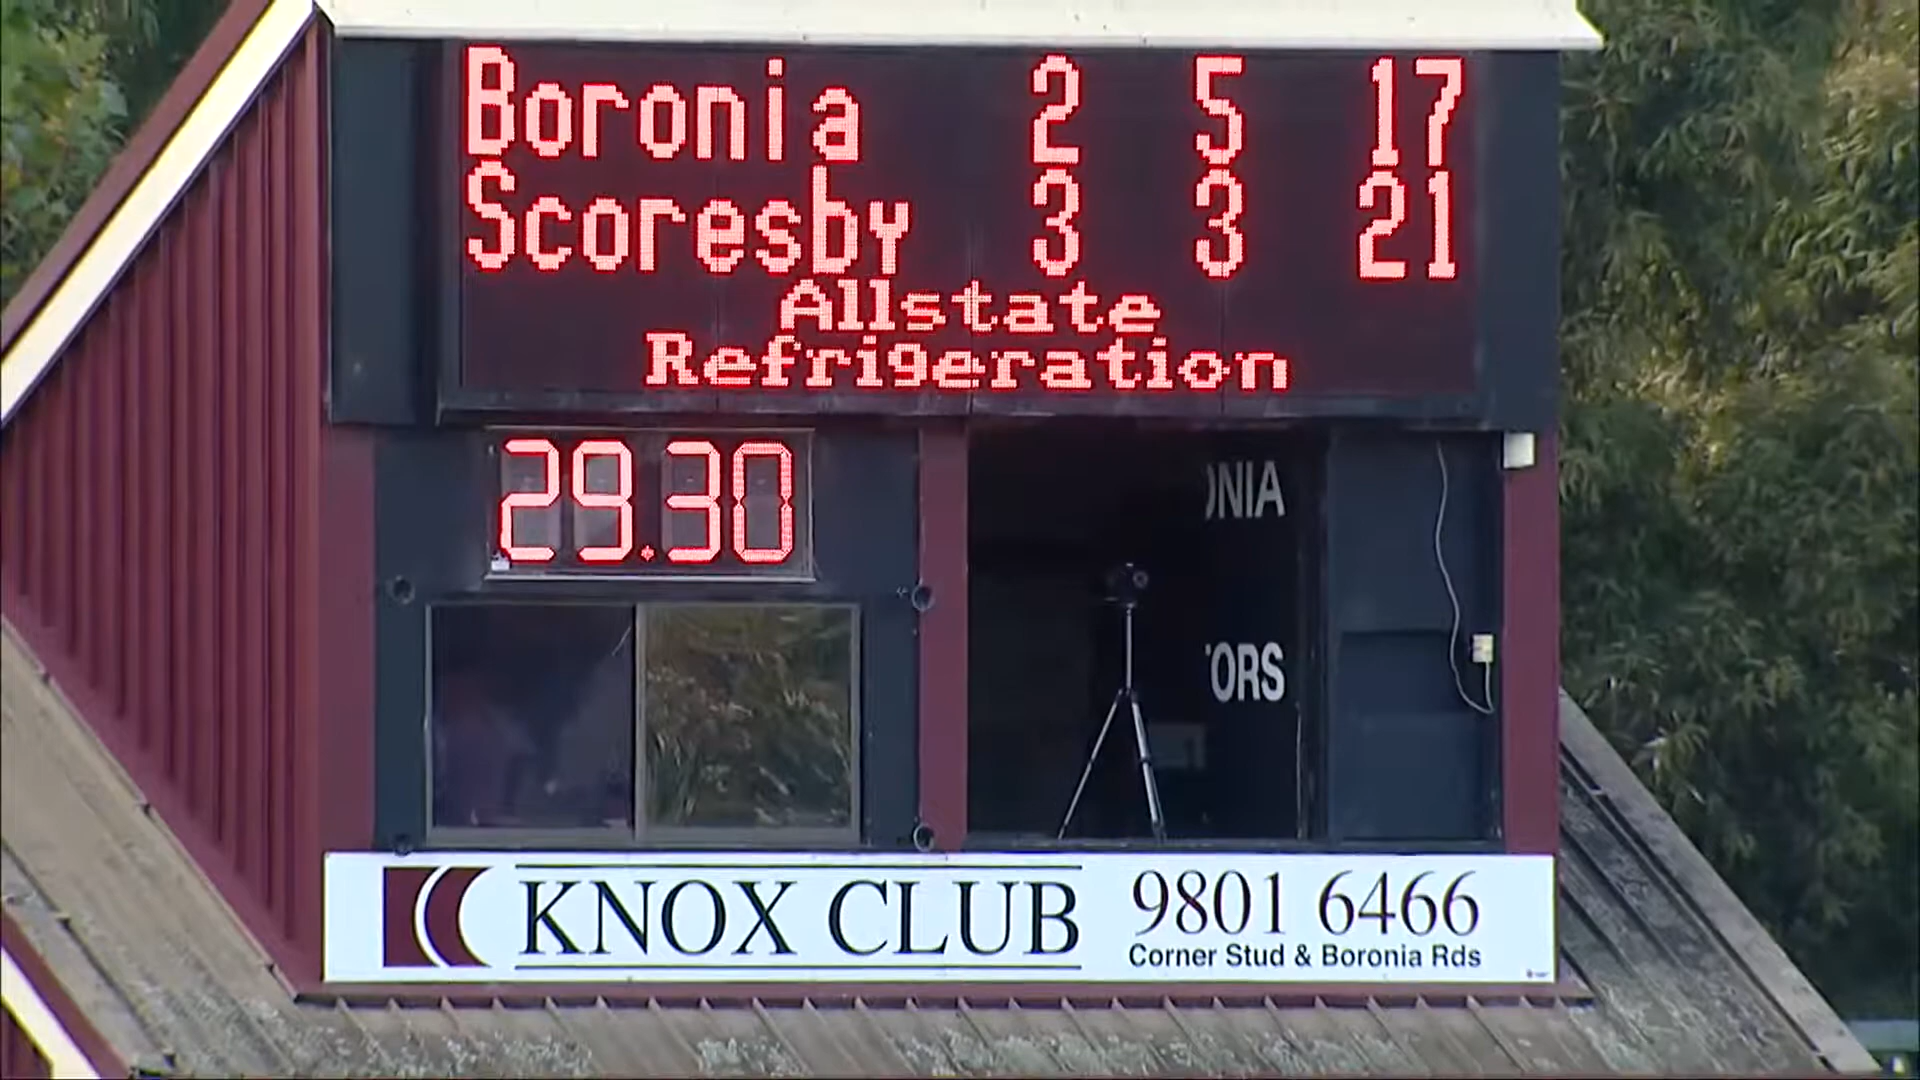 Boronia 2 5 17
Scoresby 3 3 21
Allstate
Refrigeration
29.30
ONIA
ORS
KNOX CLUB 9801 6466
Corner Stud & Boronia Rds